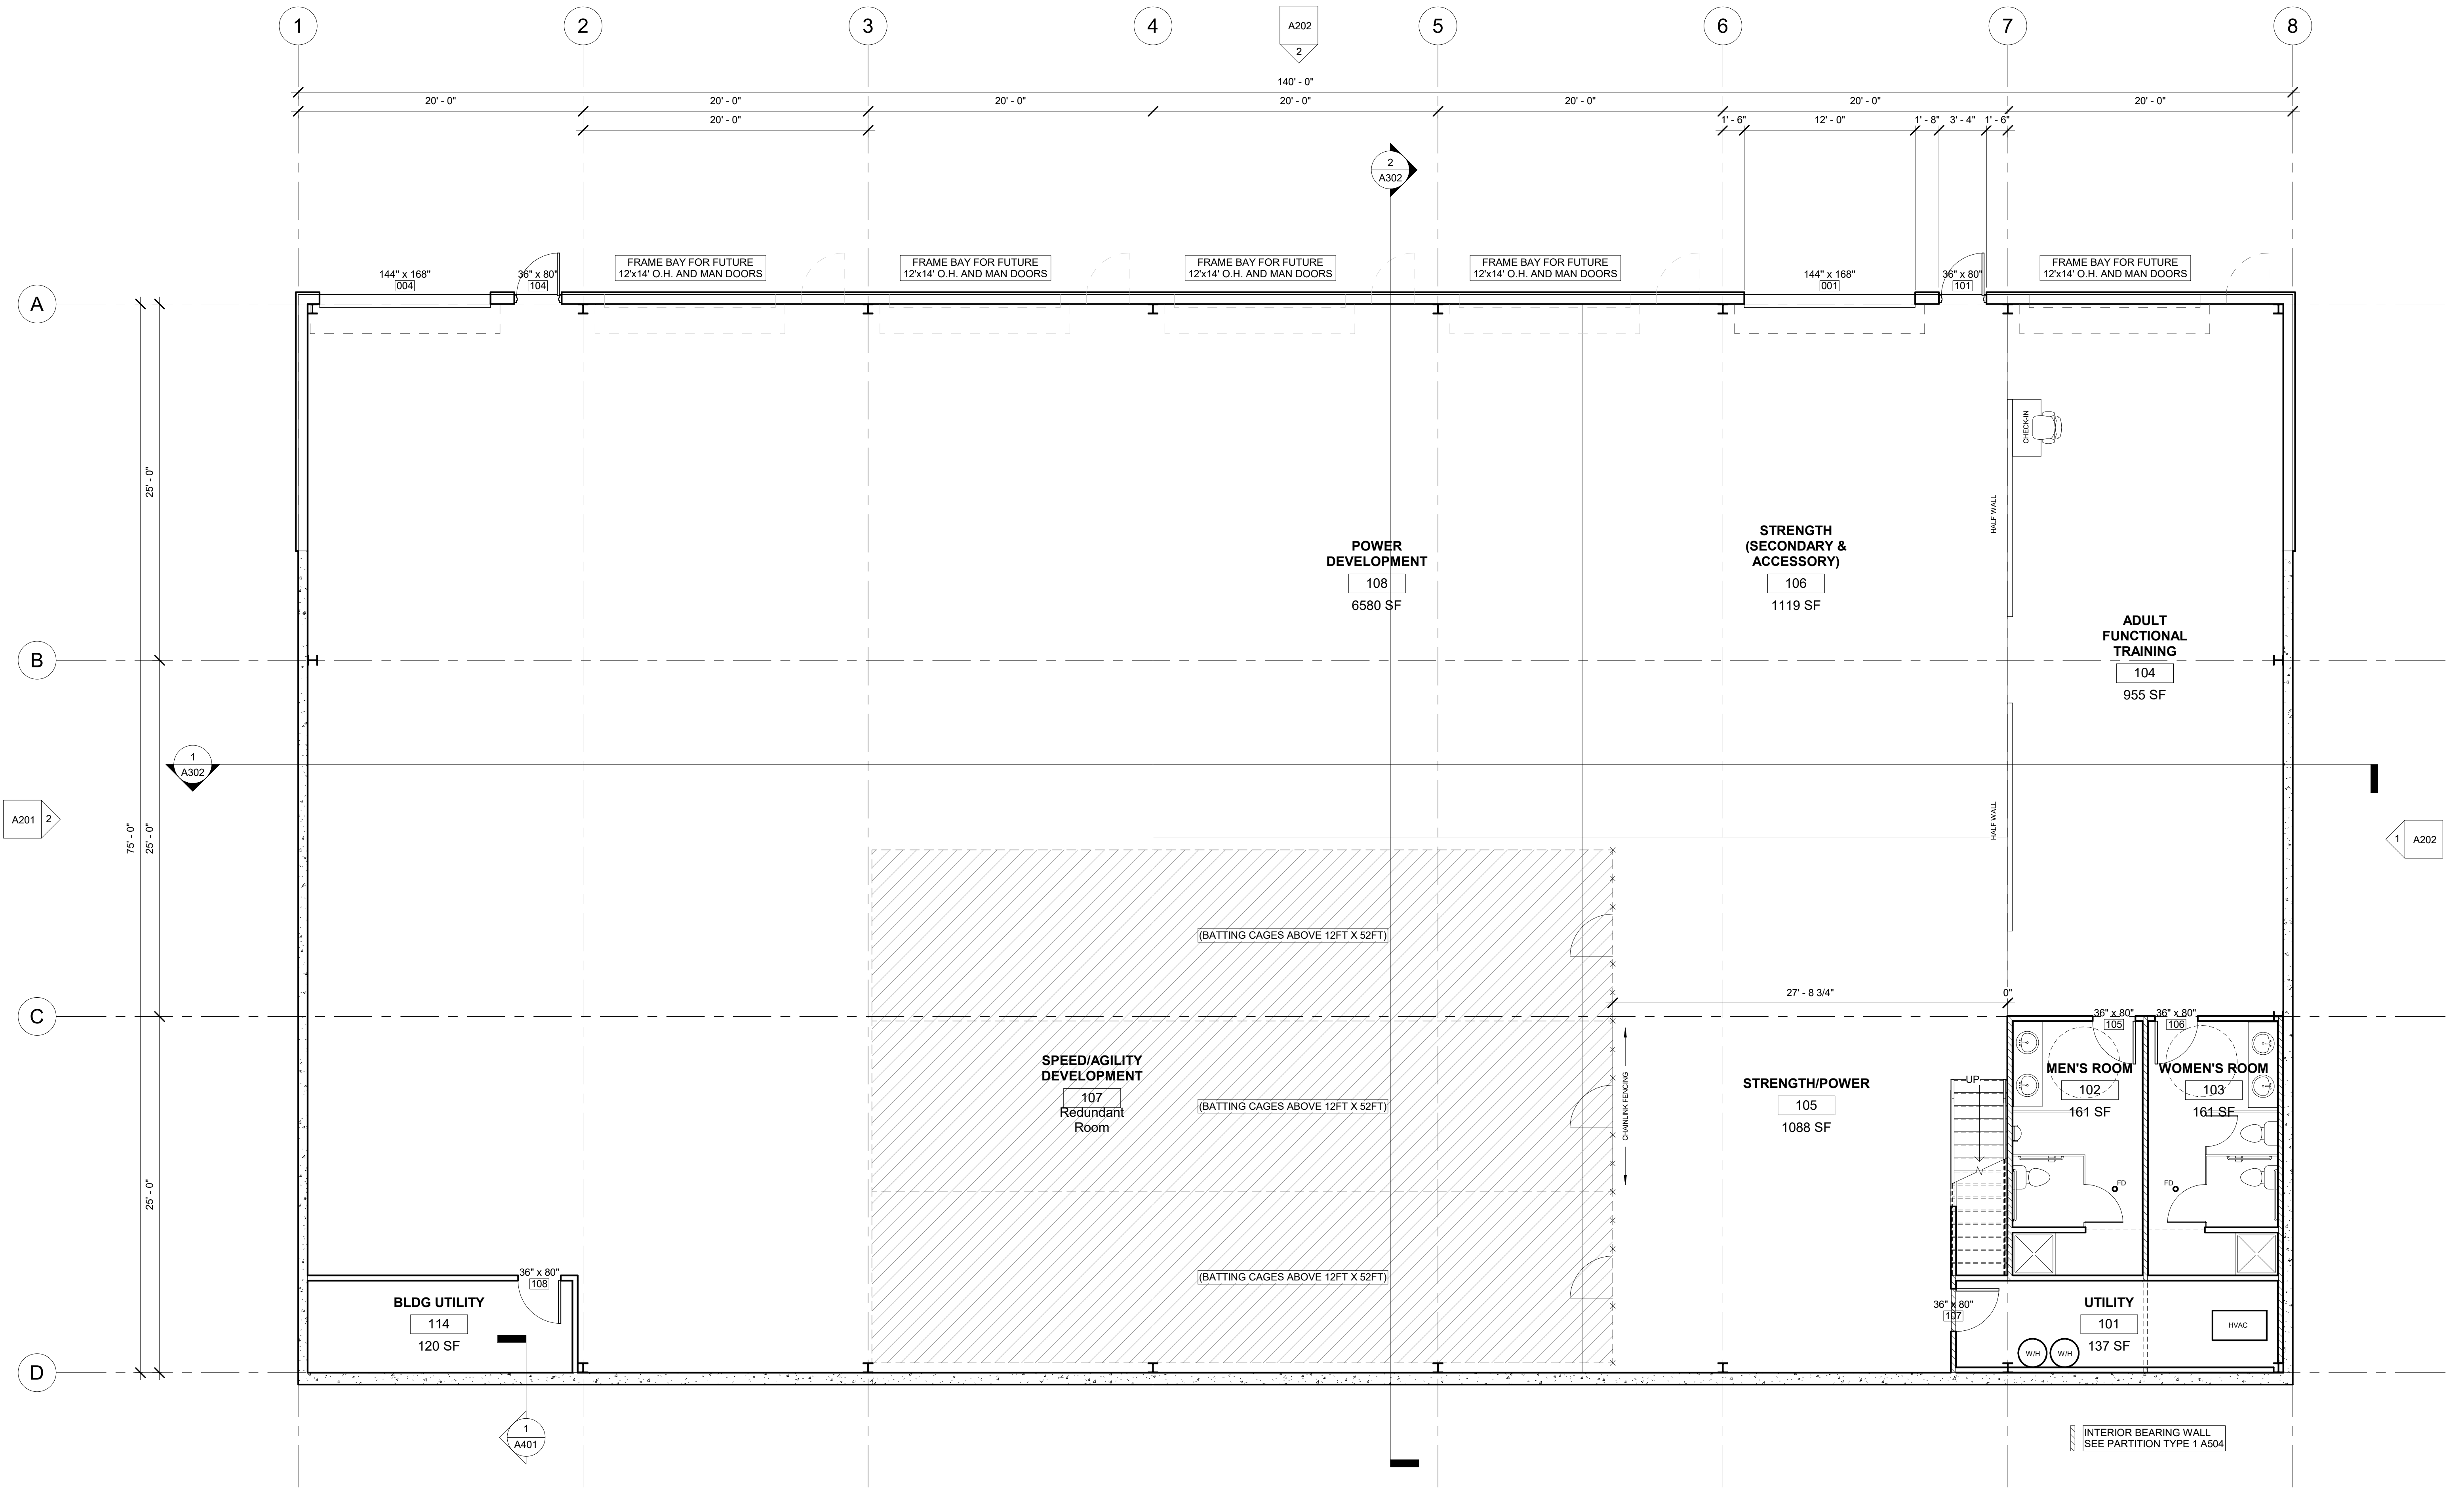 1
2
3
4
5
6
7
8
A202
2
140' - 0"
20' - 0"
20' - 0"
20' - 0"
20' - 0"
20' - 0"
20' - 0"
20' - 0"
20' - 0"
1' - 6"
12' - 0"
1' - 8"
3' - 4"
1' - 6"
2
A302
144" x 168"
004
36" x 80"
104
FRAME BAY FOR FUTURE
12'x14' O.H. AND MAN DOORS
FRAME BAY FOR FUTURE
12'x14' O.H. AND MAN DOORS
FRAME BAY FOR FUTURE
12'x14' O.H. AND MAN DOORS
FRAME BAY FOR FUTURE
12'x14' O.H. AND MAN DOORS
144" x 168"
001
36" x 80"
101
FRAME BAY FOR FUTURE
12'x14' O.H. AND MAN DOORS
A
CHECK-IN
25' - 0"
HALF WALL
POWER
DEVELOPMENT
108
6580 SF
STRENGTH
(SECONDARY &
ACCESSORY)
106
1119 SF
ADULT
FUNCTIONAL
TRAINING
104
955 SF
B
1
A302
A201
2
75' - 0"
25' - 0"
HALF WALL
1
A202
(BATTING CAGES ABOVE 12FT X 52FT)
27' - 8 3/4"
0"
C
36" x 80"
105
36" x 80"
106
SPEED/AGILITY
DEVELOPMENT
107
Redundant
Room
(BATTING CAGES ABOVE 12FT X 52FT)
CHAINLINK FENCING
STRENGTH/POWER
105
1088 SF
UP
MEN'S ROOM
102
161 SF
WOMEN'S ROOM
103
161 SF
FD
FD
25' - 0"
(BATTING CAGES ABOVE 12FT X 52FT)
36" x 80"
108
BLDG UTILITY
114
120 SF
36" x 80"
107
UTILITY
101
137 SF
HVAC
W/H
W/H
D
1
A401
INTERIOR BEARING WALL
SEE PARTITION TYPE 1 A504